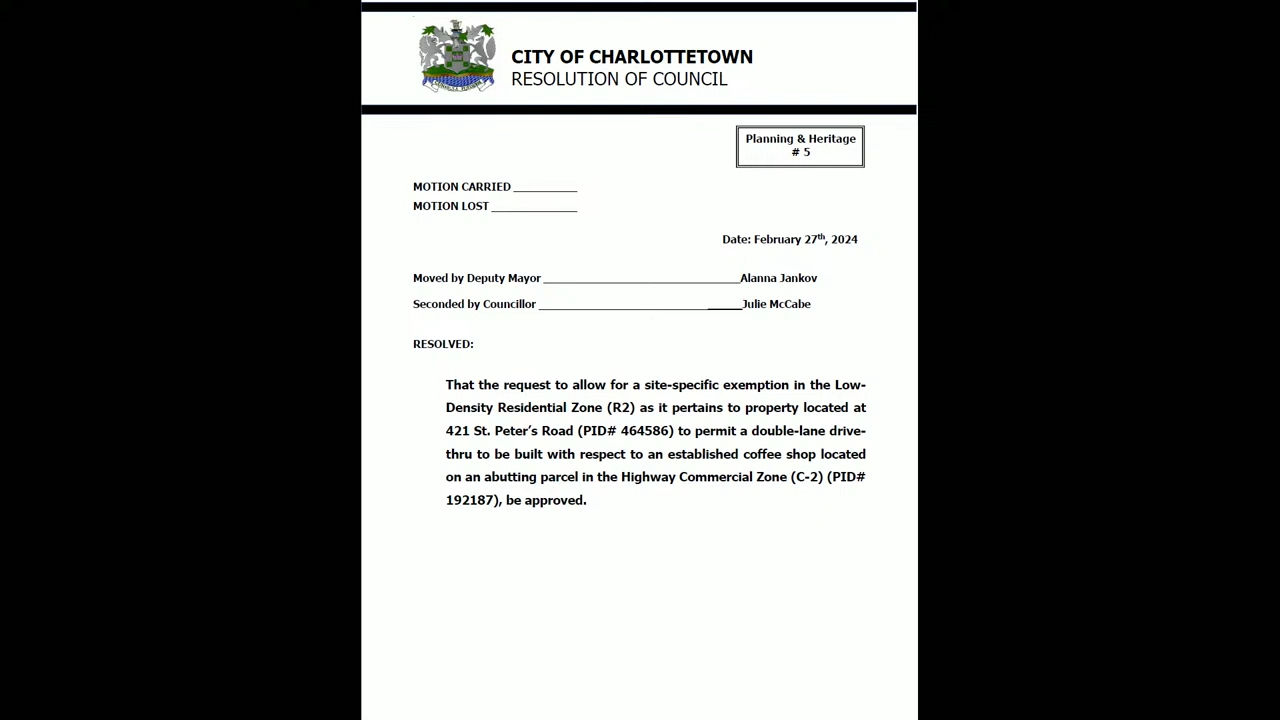 CITY OF CHARLOTTETOWN
RESOLUTION OF COUNCIL
Planning & Heritage
# 5
MOTION CARRIED ___________
MOTION LOST _______________
Date: February 27th, 2024
Moved by Deputy Mayor __________________________________Alanna Jankov
Seconded by Councillor ___________________________________Julie McCabe
RESOLVED:
That the request to allow for a site-specific exemption in the Low-
Density Residential Zone (R2) as it pertains to property located at
421 St. Peter’s Road (PID# 464586) to permit a double-lane drive-
thru to be built with respect to an established coffee shop located
on an abutting parcel in the Highway Commercial Zone (C-2) (PID#
192187), be approved.